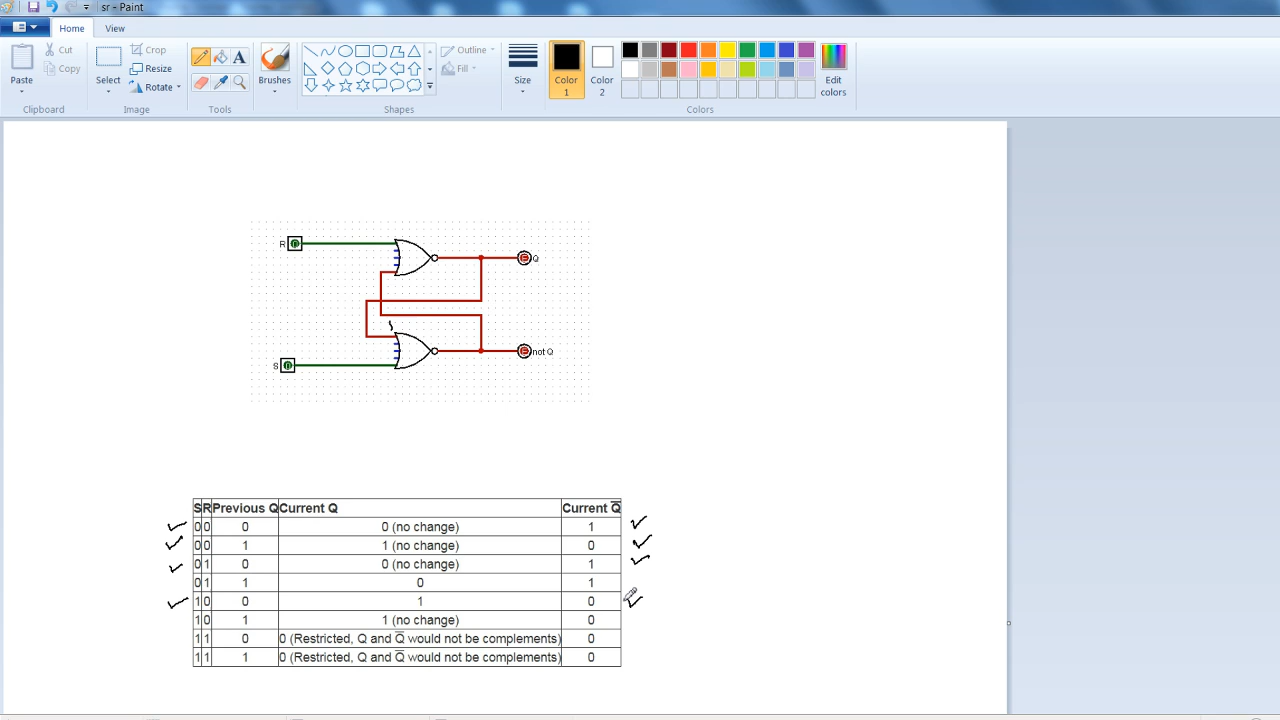 sr - Paint
Home View
Paste
Cut
Copy
Clipboard
Select
Crop
Resize
Rotate
Image
A
Tools
Brushes
Outline
Fill
Shapes
Size
Color 1
Color 2
Edit colors
Colors
R
Q
S
not Q
S R Previous Q Current Q Current Q̅
0 0 0 0 (no change) 1
0 0 1 1 (no change) 0
0 1 0 0 (no change) 1
0 1 1 0 1
1 0 0 1 0
1 0 1 1 (no change) 0
1 1 0 0 (Restricted, Q and Q̅ would not be complements) 0
1 1 1 0 (Restricted, Q and Q̅ would not be complements) 0